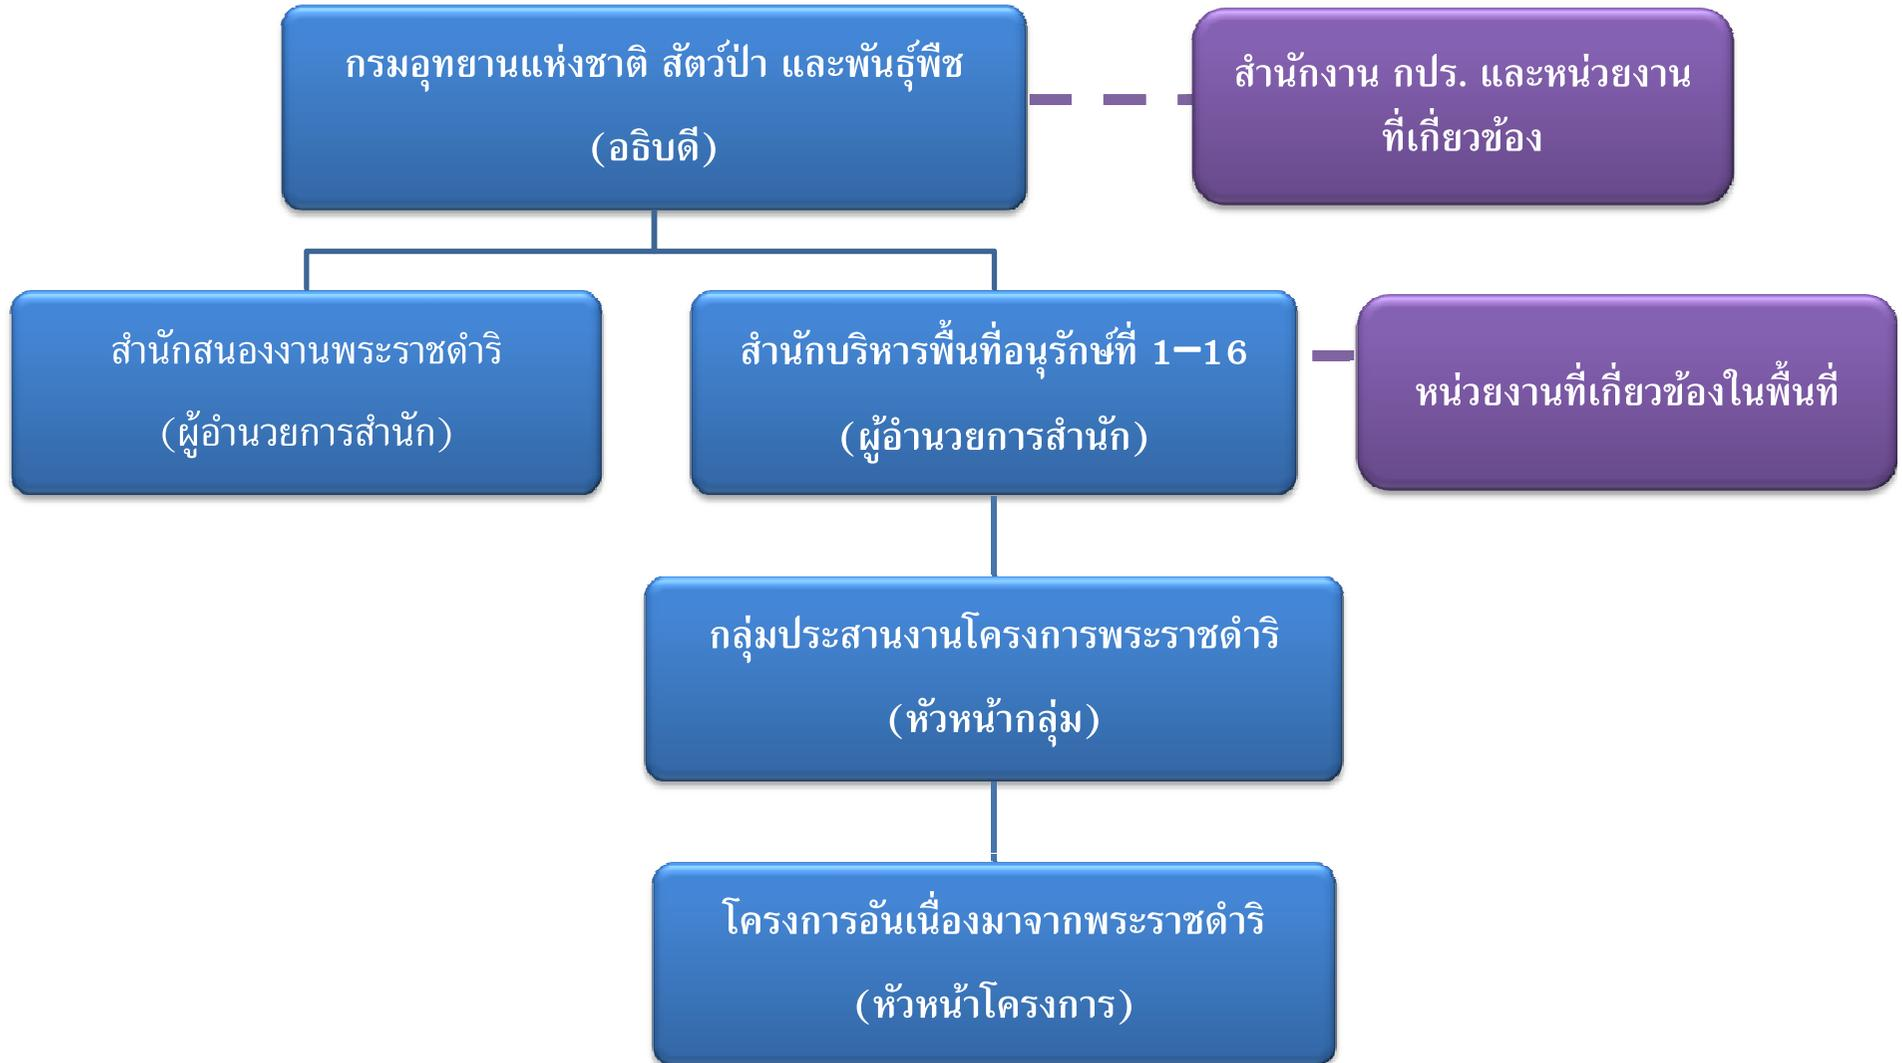 กรมอุทยานแห่งชาติ สัตว์ป่า และพันธุ์พืช
(อธิบดี)
สำนักงาน กปร. และหน่วยงาน
ที่เกี่ยวข้อง
สำนักสนองงานพระราชดำริ
(ผู้อำนวยการสำนัก)
สำนักบริหารพื้นที่อนุรักษ์ที่ 1–16
(ผู้อำนวยการสำนัก)
หน่วยงานที่เกี่ยวข้องในพื้นที่
กลุ่มประสานงานโครงการพระราชดำริ
(หัวหน้ากลุ่ม)
โครงการอันเนื่องมาจากพระราชดำริ
(หัวหน้าโครงการ)